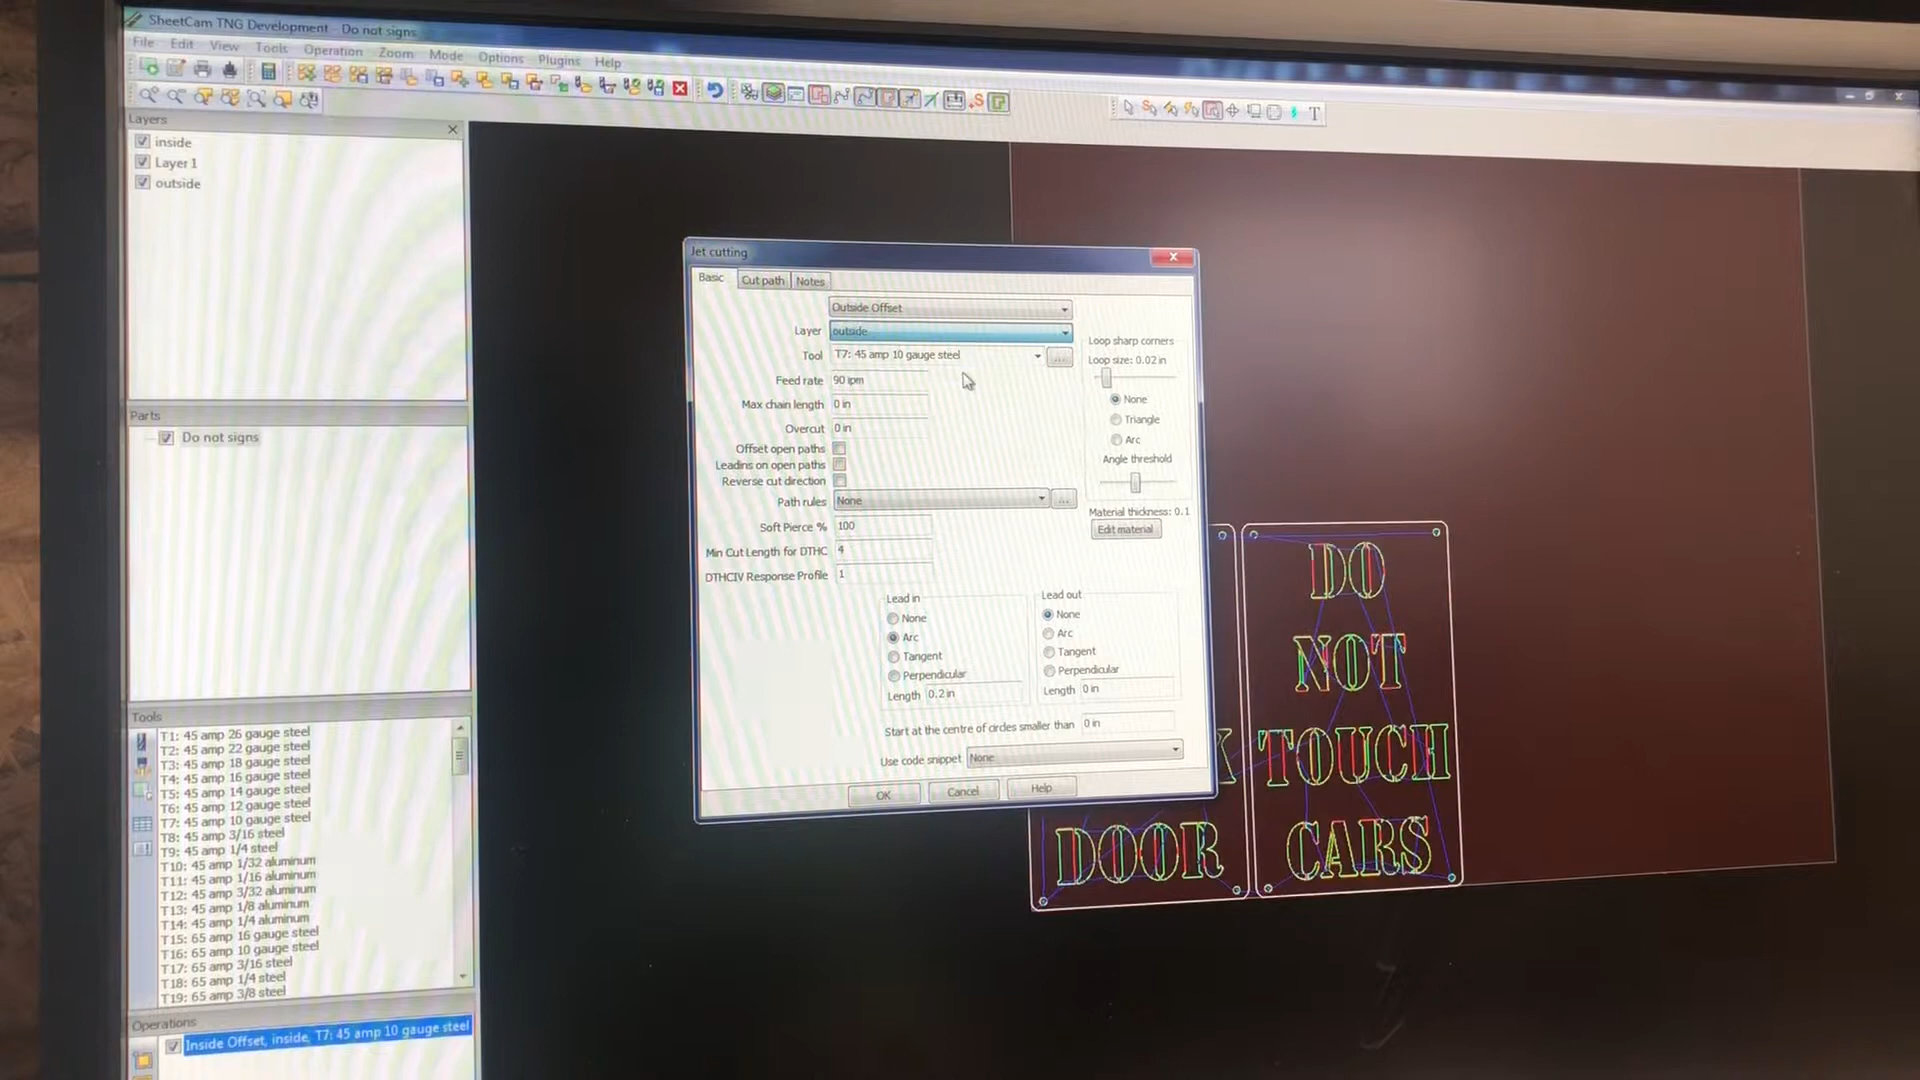 SheetCam TNG Development - Do not signs
File Edit View Tools Operation Zoom Mode Options Plugins Help
Layers
inside
Layer 1
outside
Parts
Do not signs
Tools
T1: 45 amp 26 gauge steel
T2: 45 amp 22 gauge steel
T3: 45 amp 18 gauge steel
T4: 45 amp 16 gauge steel
T5: 45 amp 14 gauge steel
T6: 45 amp 12 gauge steel
T7: 45 amp 10 gauge steel
T8: 45 amp 3/16 steel
T9: 45 amp 1/4 steel
T10: 45 amp 1/32 aluminum
T11: 45 amp 1/16 aluminum
T12: 45 amp 3/32 aluminum
T13: 45 amp 1/8 aluminum
T14: 45 amp 1/4 aluminum
T15: 65 amp 16 gauge steel
T16: 65 amp 10 gauge steel
T17: 65 amp 3/16 steel
T18: 65 amp 1/4 steel
T19: 65 amp 3/8 steel
Operations
Inside Offset, inside, T7: 45 amp 10 gauge steel
Jet cutting
Basic Cut path Notes
Outside Offset
Layer outside
Tool T7: 45 amp 10 gauge steel ...
Feed rate 90 ipm
Max chain length 0 in
Overcut 0 in
Offset open paths
Leadins on open paths
Reverse cut direction
Path rules None ...
Soft Pierce % 100
Min Cut Length for DTHC 4
DTHCIV Response Profile 1
Loop sharp corners
Loop size: 0.02 in
None
Triangle
Arc
Angle threshold
Material thickness: 0.1
Edit material
Lead in
None
Arc
Tangent
Perpendicular
Length 0.2 in
Lead out
None
Arc
Tangent
Perpendicular
Length 0 in
Start at the centre of circles smaller than 0 in
Use code snippet None
OK Cancel Help
DOOR
DO
NOT
TOUCH
CARS